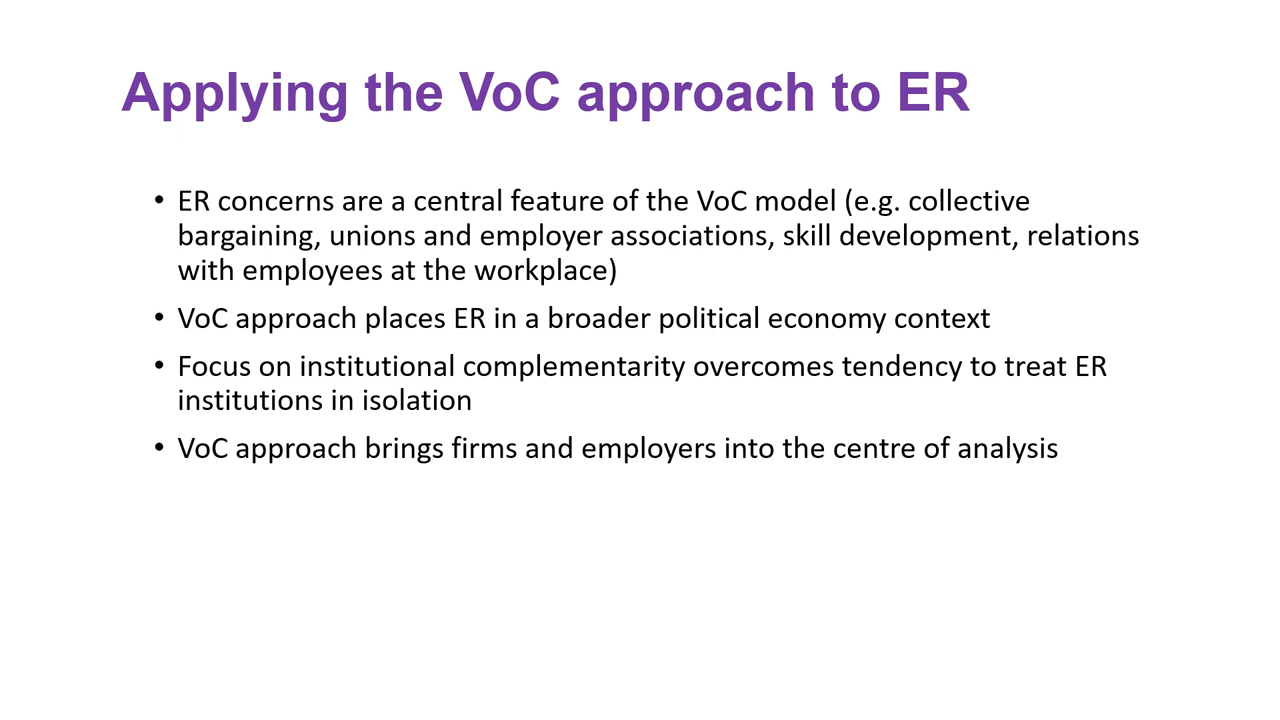 Applying the VoC approach to ER
• ER concerns are a central feature of the VoC model (e.g. collective
bargaining, unions and employer associations, skill development, relations
with employees at the workplace)
• VoC approach places ER in a broader political economy context
• Focus on institutional complementarity overcomes tendency to treat ER
institutions in isolation
• VoC approach brings firms and employers into the centre of analysis